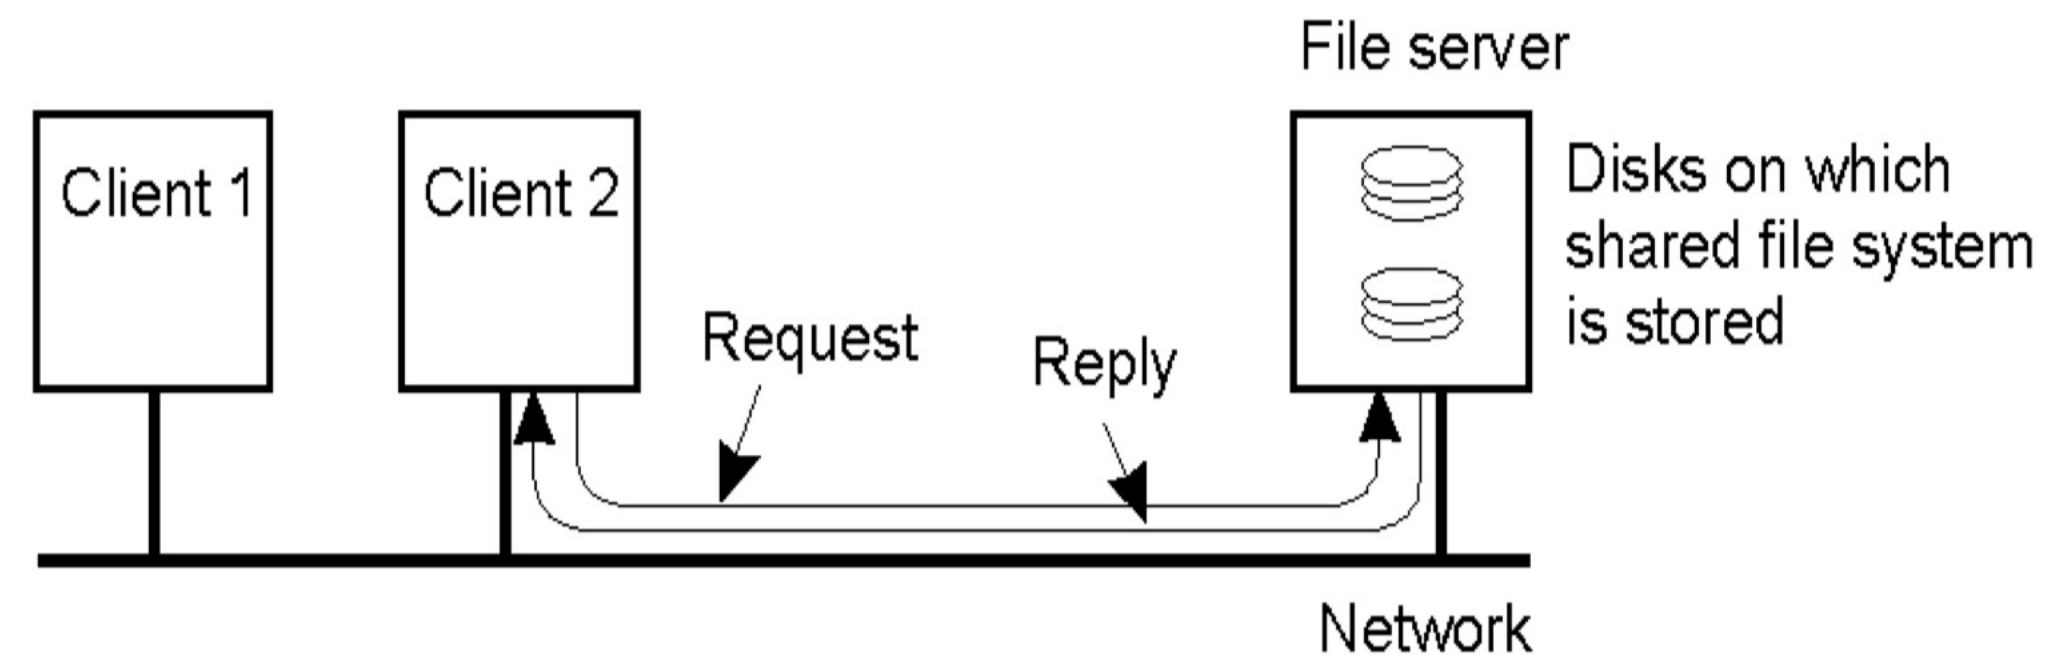 File server
Client 1
Client 2
Disks on which
shared file system
is stored
Request
Reply
Network